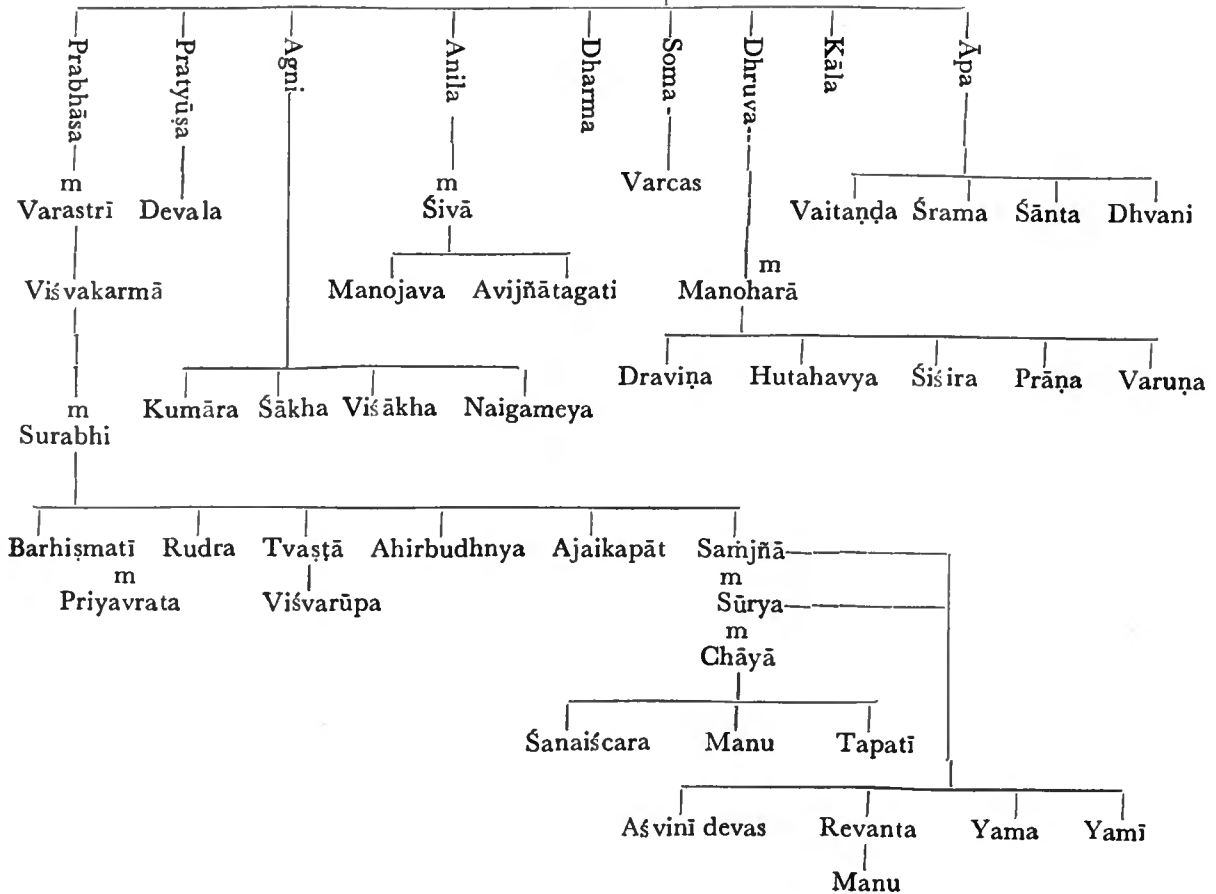 Prabhāsa Pratyūṣa Agni Anila Dharma Soma Dhruva Kāla Āpa
m m Varcas Vaitaṇḍa Śrama Śānta Dhvani
Varastrī Devala Śivā
m
Viśvakarmā Manojava Avijñātagati Manoharā
Draviṇa Hutahavya Śiśira Prāṇa Varuṇa
m Kumāra Śākha Viśākha Naigameya
Surabhi
Barhiṣmatī Rudra Tvaṣṭā Ahirbudhnya Ajaikapāt Saṁjñā
m m
Priyavrata Viśvarūpa Sūrya
m
Chāyā
Śanaiścara Manu Tapatī
Aśvinī devas Revanta Yama Yamī
Manu